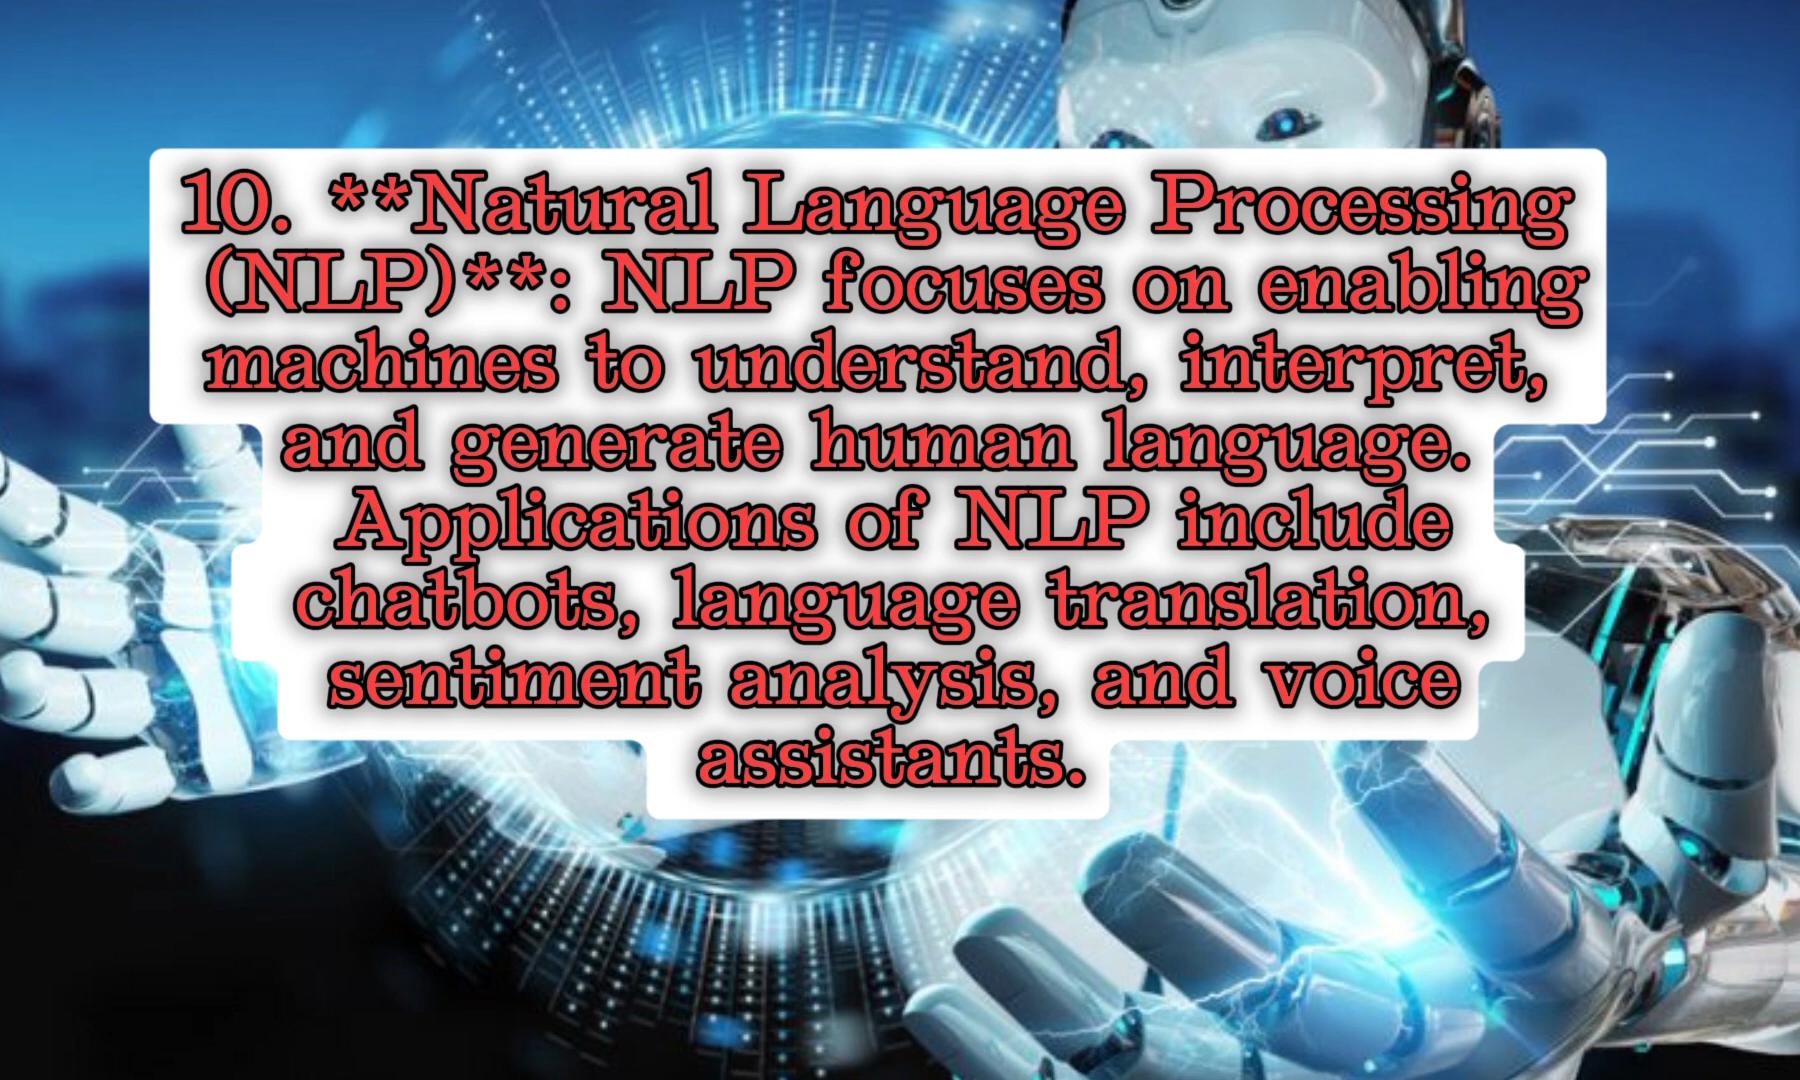 10. **Natural Language Processing
(NLP)**: NLP focuses on enabling
machines to understand, interpret,
and generate human language.
Applications of NLP include
chatbots, language translation,
sentiment analysis, and voice
assistants.